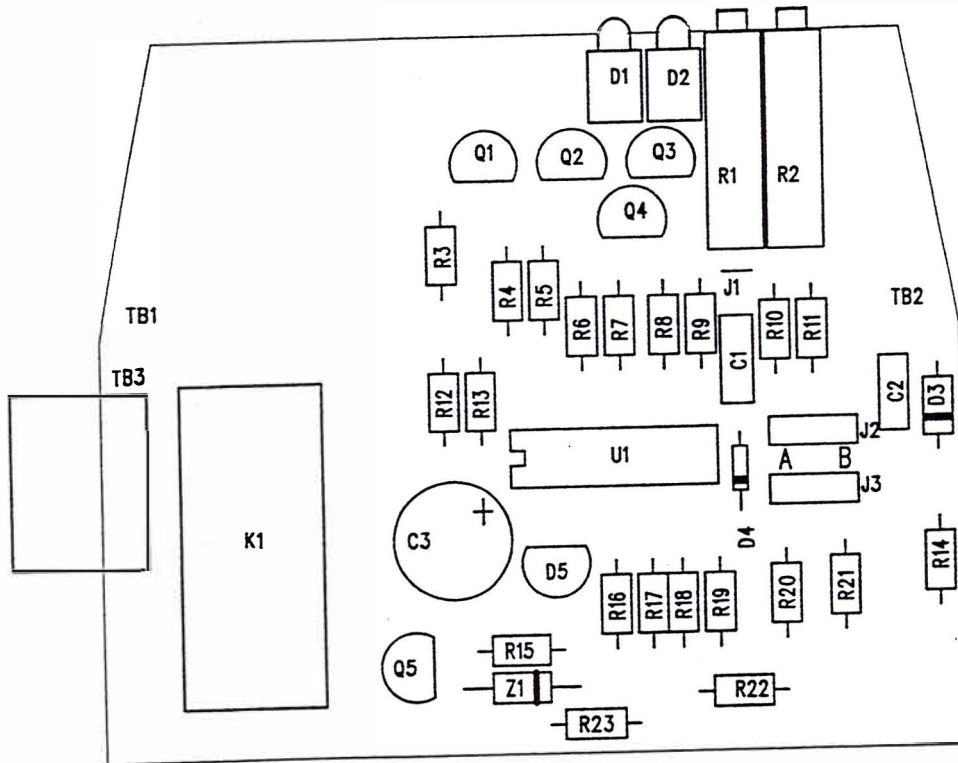 D1 D2
Q1 Q2 Q3
R1 R2
Q4
R3
R4 R5
J1
TB1 TB2
R6 R7 R8 R9 R10 R11
C1
TB3
R12 R13
C2 D3
U1
J2
A B
J3
+
K1 C3
D4
D5
R14
R16 R17 R18 R19 R20 R21
R15
Q5
Z1
R22
R23